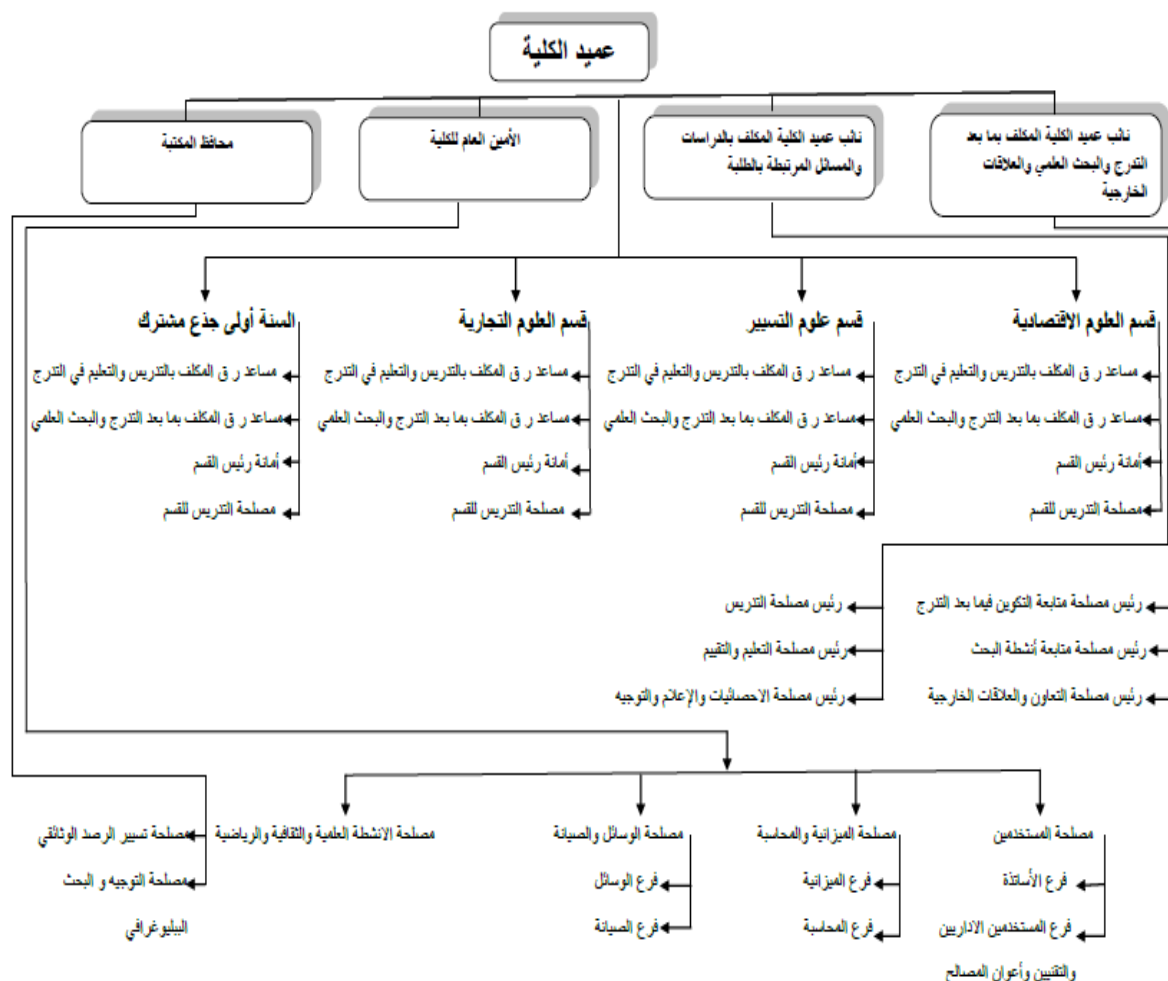 عميد الكلية
نائب عميد الكلية المكلف بما بعد
التدرج والبحث العلمي والعلاقات
الخارجية
نائب عميد الكلية المكلف بالدراسات
والمسائل المرتبطة بالطلبة
الأمين العام للكلية
محافظ المكتبة
قسم العلوم الاقتصادية
مساعد ر ق المكلف بالتدريس والتعليم في التدرج
مساعد ر ق المكلف بما بعد التدرج والبحث العلمي
أمانة رئيس القسم
مصلحة التدريس للقسم
قسم علوم التسيير
مساعد ر ق المكلف بالتدريس والتعليم في التدرج
مساعد ر ق المكلف بما بعد التدرج والبحث العلمي
أمانة رئيس القسم
مصلحة التدريس للقسم
قسم العلوم التجارية
مساعد ر ق المكلف بالتدريس والتعليم في التدرج
مساعد ر ق المكلف بما بعد التدرج والبحث العلمي
أمانة رئيس القسم
مصلحة التدريس للقسم
السنة أولى جذع مشترك
مساعد ر ق المكلف بالتدريس والتعليم في التدرج
مساعد ر ق المكلف بما بعد التدرج والبحث العلمي
أمانة رئيس القسم
مصلحة التدريس للقسم
رئيس مصلحة متابعة التكوين فيما بعد التدرج
رئيس مصلحة متابعة أنشطة البحث
رئيس مصلحة التعاون والعلاقات الخارجية
رئيس مصلحة التدريس
رئيس مصلحة التعليم والتقييم
رئيس مصلحة الاحصائيات والإعلام والتوجيه
مصلحة المستخدمين
فرع الأساتذة
فرع المستخدمين الاداريين
والتقنيين وأعوان المصالح
مصلحة الميزانية والمحاسبة
فرع الميزانية
فرع المحاسبة
مصلحة الوسائل والصيانة
فرع الوسائل
فرع الصيانة
مصلحة الانشطة العلمية والثقافية والرياضية
مصلحة تسيير الرصد الوثائقي
مصلحة التوجيه و البحث
الببليوغرافي